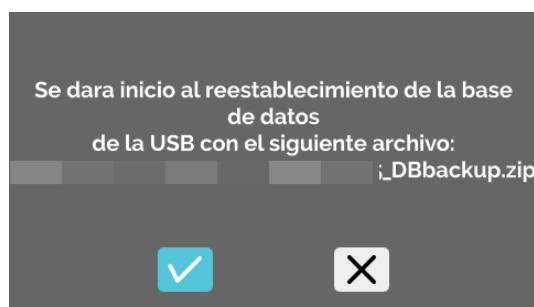 Se dara inicio al reestablecimiento de la base
de datos
de la USB con el siguiente archivo:
_DBbackup.zip